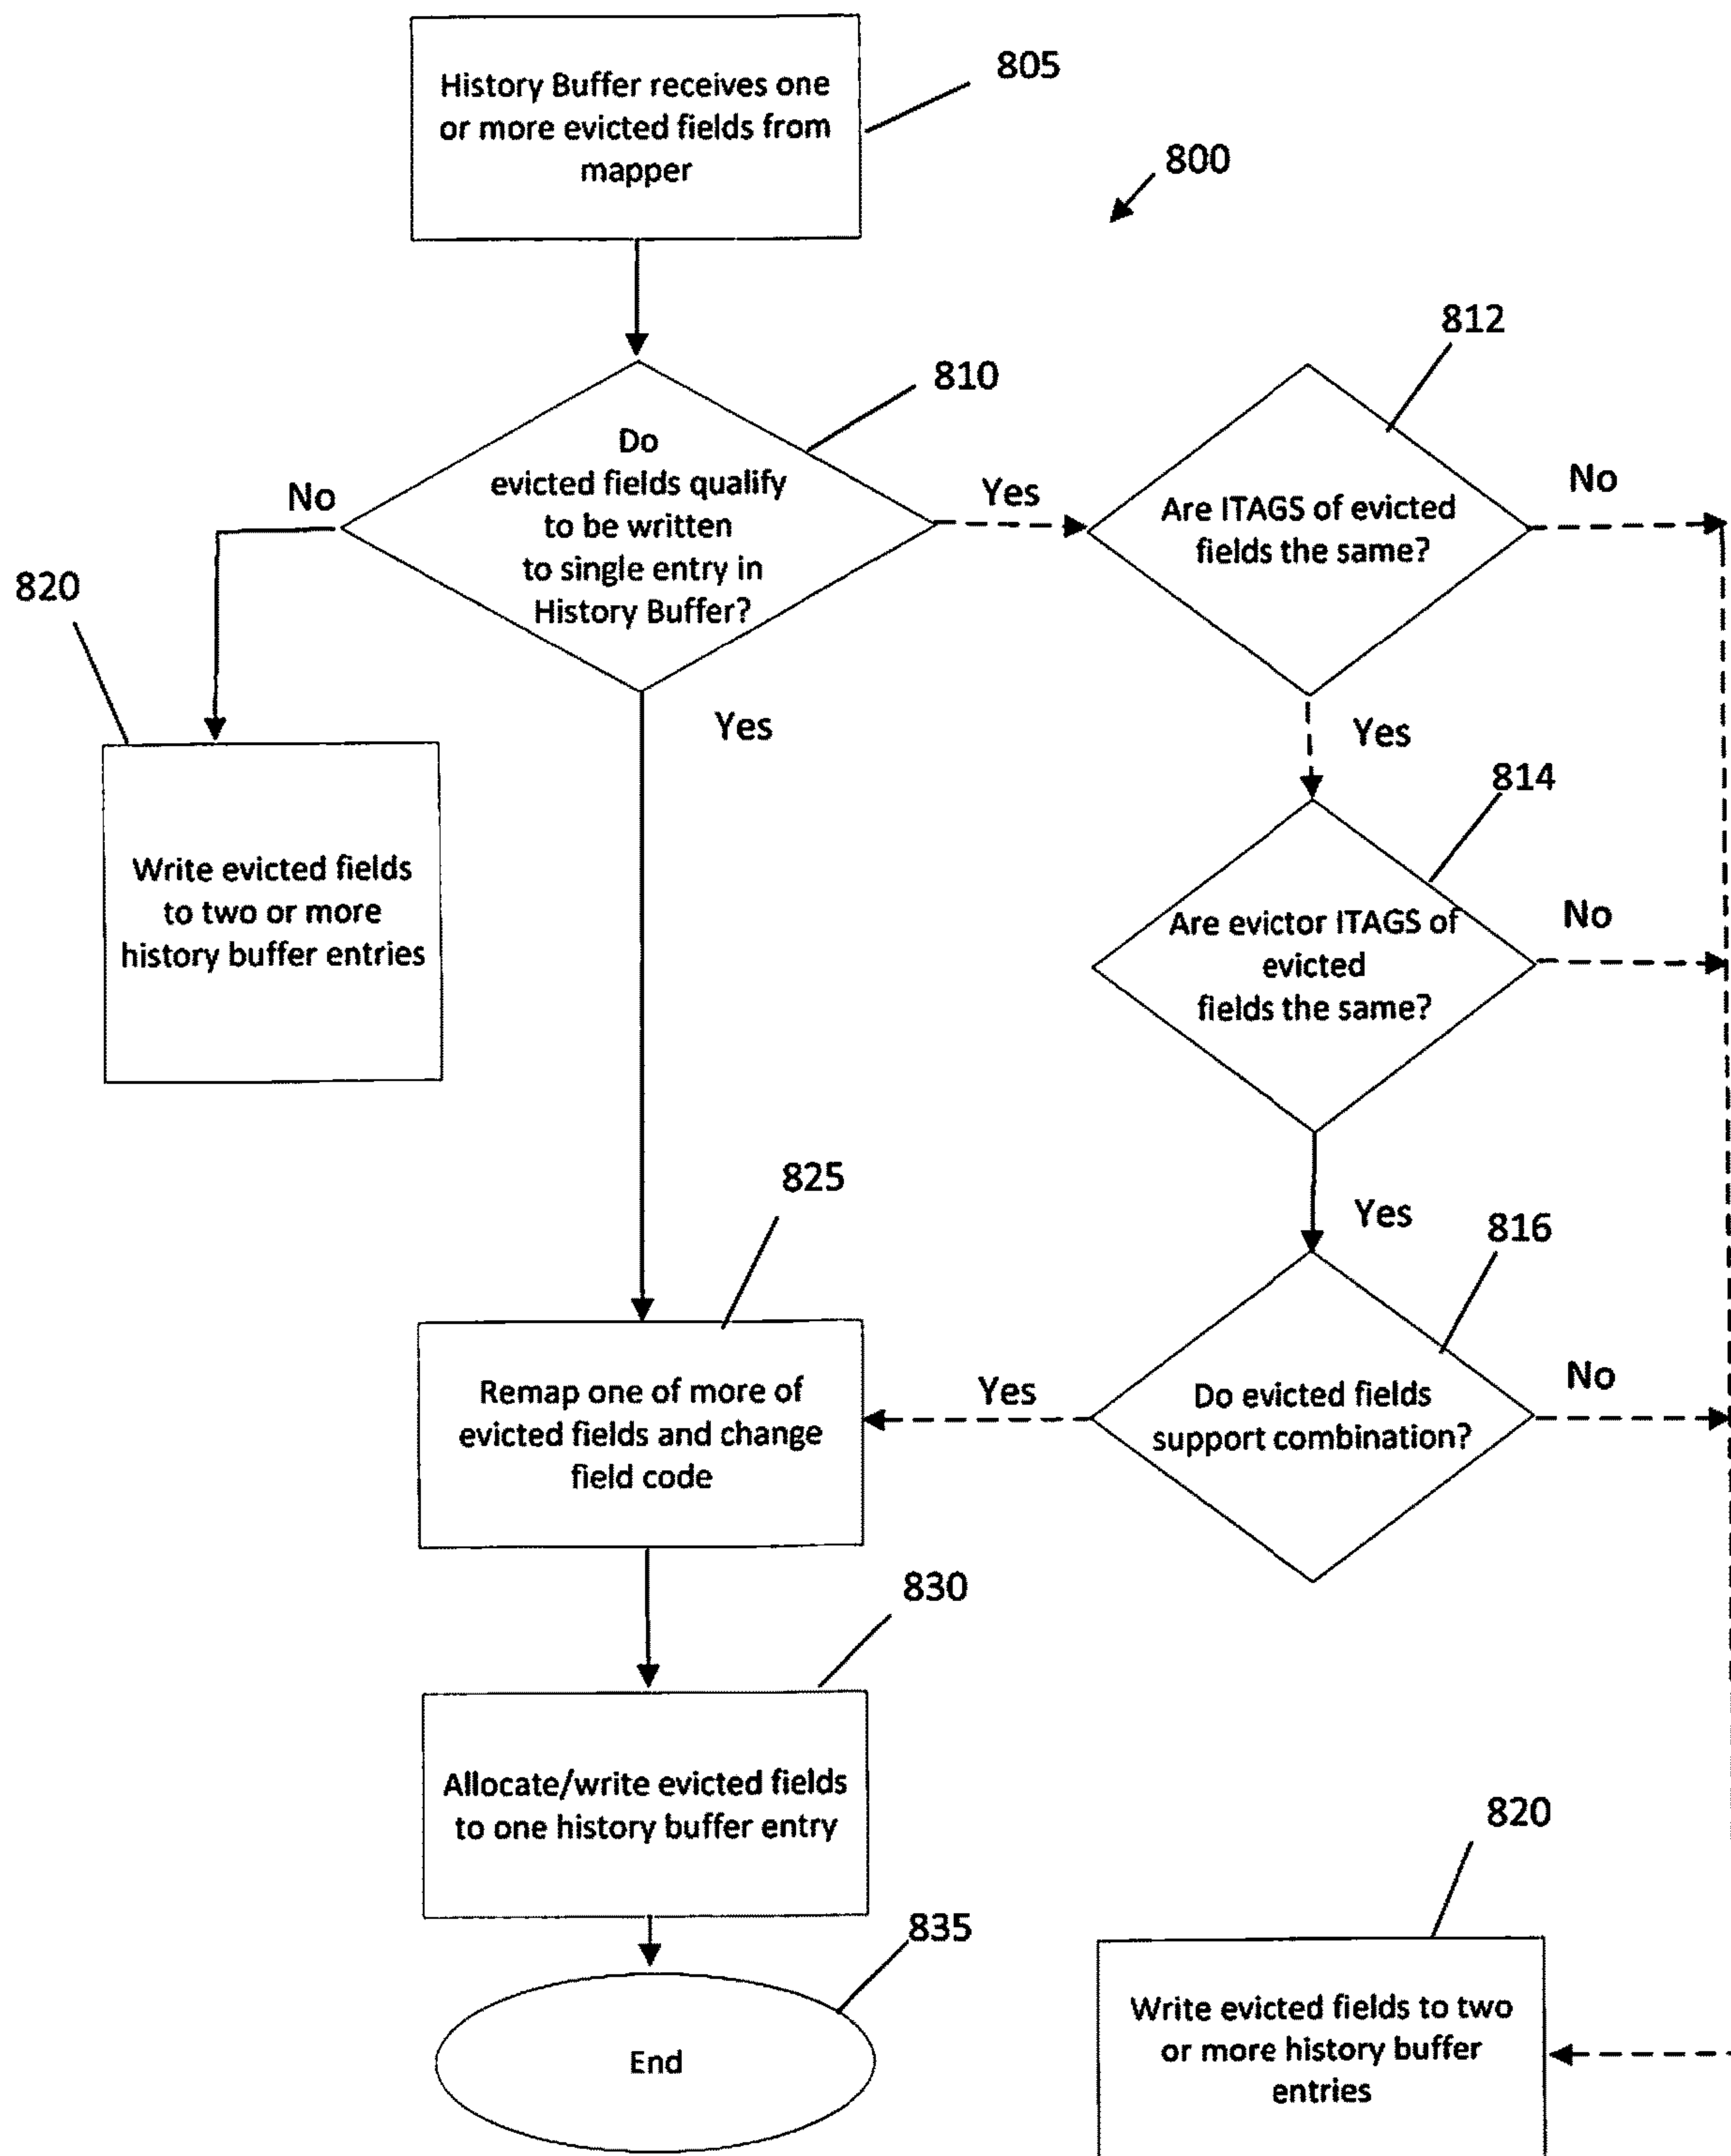 History Buffer receives one
or more evicted fields from
mapper
805
800
812
810
Do
evicted fields qualify
to be written
to single entry in
History Buffer?
No
Yes
Are ITAGS of evicted
fields the same?
No
820
Yes
Yes
814
Write evicted fields
to two or more
history buffer entries
Are evictor ITAGS of
evicted
fields the same?
No
825
Yes
816
Remap one of more of
evicted fields and change
field code
Yes
Do evicted fields
support combination?
No
830
Allocate/write evicted fields
to one history buffer entry
820
835
End
Write evicted fields to two
or more history buffer
entries